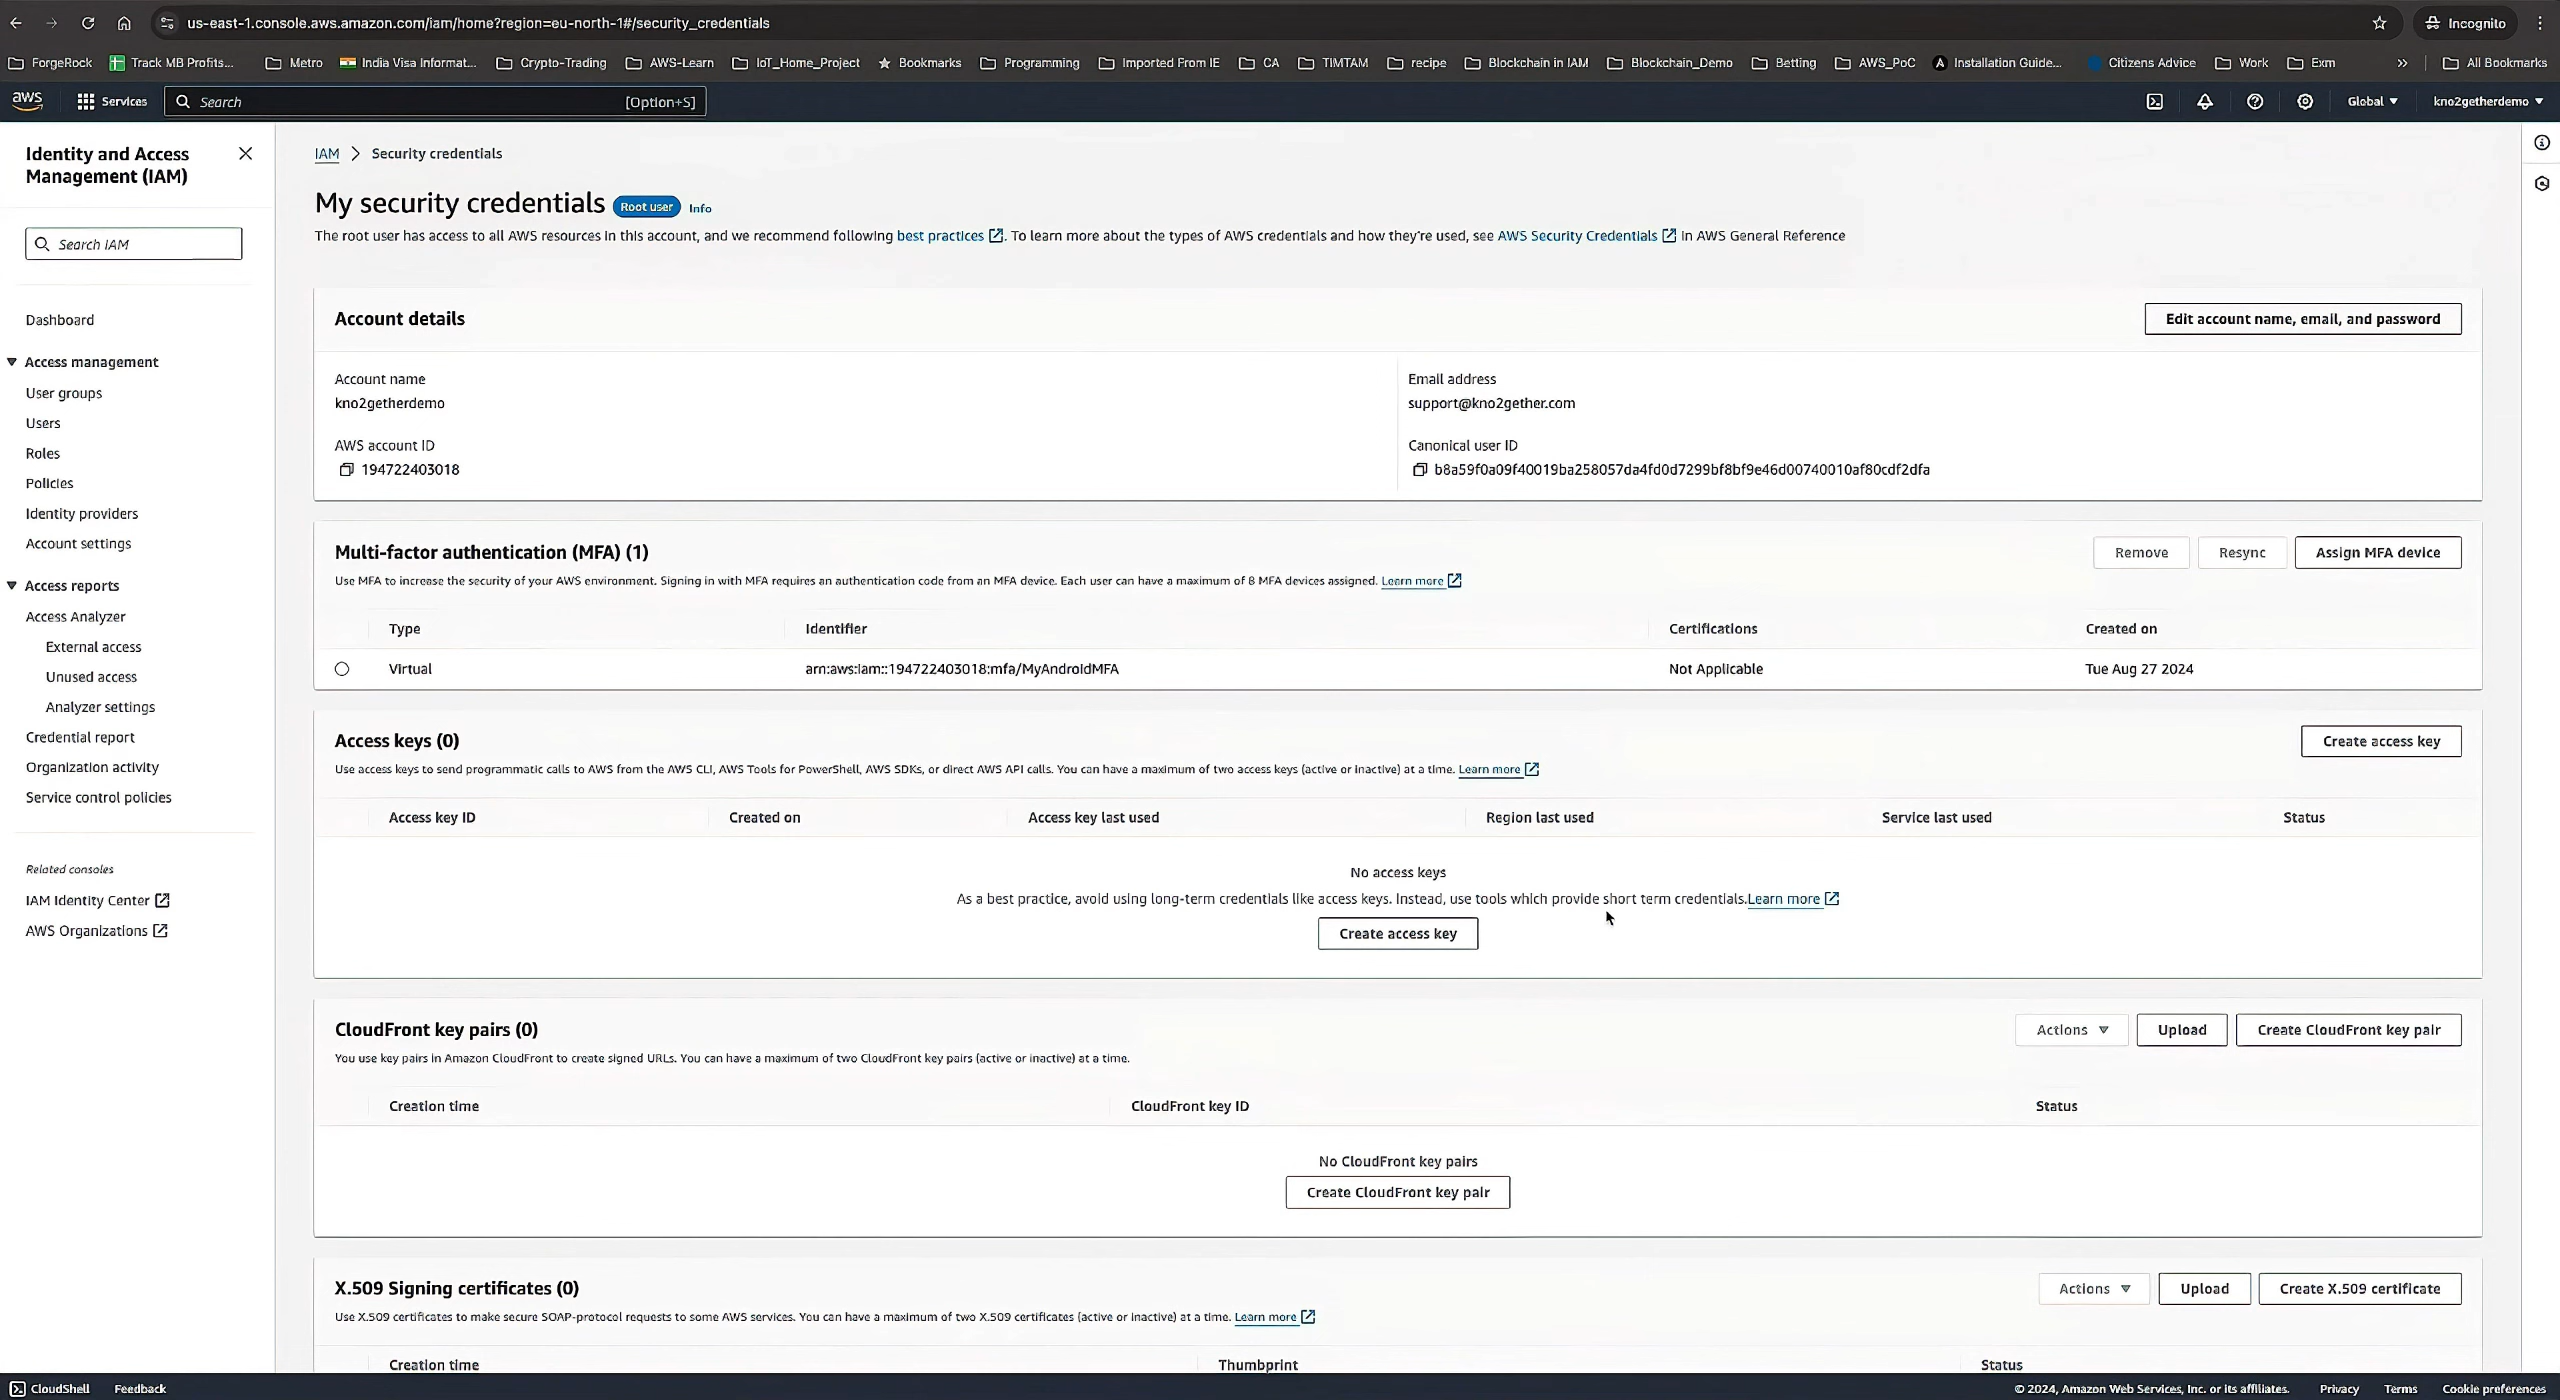 us-east-1.console.aws.amazon.com/iam/home?region=eu-north-1#/security_credentials
Incognito
ForgeRock
Track MB Profits...
Metro
India Visa Informat...
Crypto-Trading
AWS-Learn
IoT_Home_Project
Bookmarks
Programming
Imported From IE
CA
TIMTAM
recipe
Blockchain in IAM
Blockchain_Demo
Betting
AWS_PoC
Installation Guide...
Citizens Advice
Work
Exm
All Bookmarks
aws
Services
Search
[Option+S]
Global
kno2getherdemo
Identity and Access
Management (IAM)
Search IAM
Dashboard
Access management
User groups
Users
Roles
Policies
Identity providers
Account settings
Access reports
Access Analyzer
External access
Unused access
Analyzer settings
Credential report
Organization activity
Service control policies
Related consoles
IAM Identity Center
AWS Organizations
IAM > Security credentials
My security credentials Root user Info
The root user has access to all AWS resources in this account, and we recommend following best practices . To learn more about the types of AWS credentials and how they're used, see AWS Security Credentials in AWS General Reference
Account details
Edit account name, email, and password
Account name
kno2getherdemo
Email address
support@kno2gether.com
AWS account ID
194722403018
Canonical user ID
b8a59f0a09f40019ba258057da4fd0d7299bf8bf9e46d00740010af80cdf2dfa
Multi-factor authentication (MFA) (1)
Remove
Resync
Assign MFA device
Use MFA to increase the security of your AWS environment. Signing in with MFA requires an authentication code from an MFA device. Each user can have a maximum of 8 MFA devices assigned. Learn more
Type
Identifier
Certifications
Created on
Virtual
arn:aws:iam::194722403018:mfa/MyAndroidMFA
Not Applicable
Tue Aug 27 2024
Access keys (0)
Create access key
Use access keys to send programmatic calls to AWS from the AWS CLI, AWS Tools for PowerShell, AWS SDKs, or direct AWS API calls. You can have a maximum of two access keys (active or inactive) at a time. Learn more
Access key ID
Created on
Access key last used
Region last used
Service last used
Status
No access keys
As a best practice, avoid using long-term credentials like access keys. Instead, use tools which provide short term credentials.Learn more
Create access key
CloudFront key pairs (0)
Actions
Upload
Create CloudFront key pair
You use key pairs in Amazon CloudFront to create signed URLs. You can have a maximum of two CloudFront key pairs (active or inactive) at a time.
Creation time
CloudFront key ID
Status
No CloudFront key pairs
Create CloudFront key pair
X.509 Signing certificates (0)
Actions
Upload
Create X.509 certificate
Use X.509 certificates to make secure SOAP-protocol requests to some AWS services. You can have a maximum of two X.509 certificates (active or inactive) at a time. Learn more
Creation time
Thumbprint
Status
CloudShell
Feedback
© 2024, Amazon Web Services, Inc. or its affiliates.
Privacy
Terms
Cookie preferences